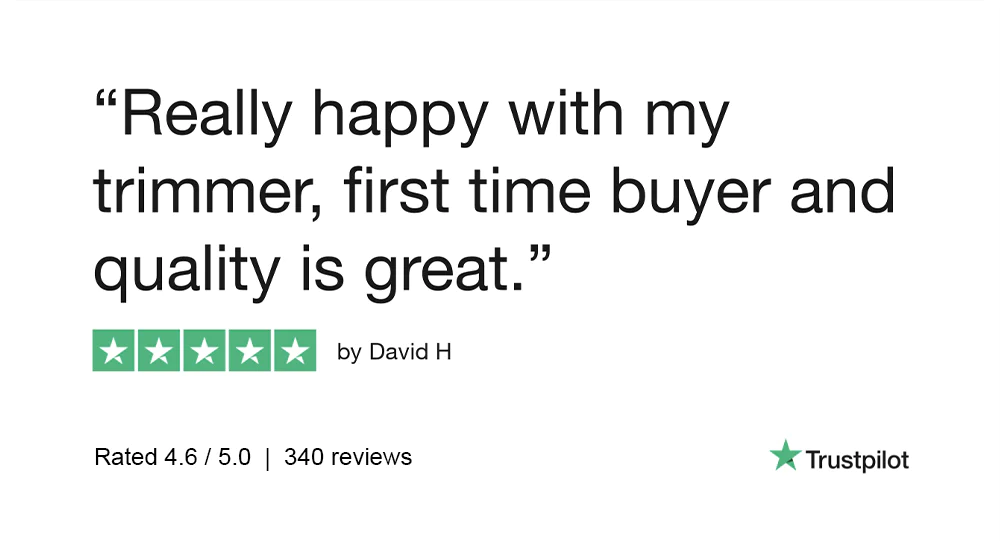 “Really happy with my
trimmer, first time buyer and
quality is great.”
by David H
Rated 4.6 / 5.0 | 340 reviews
Trustpilot